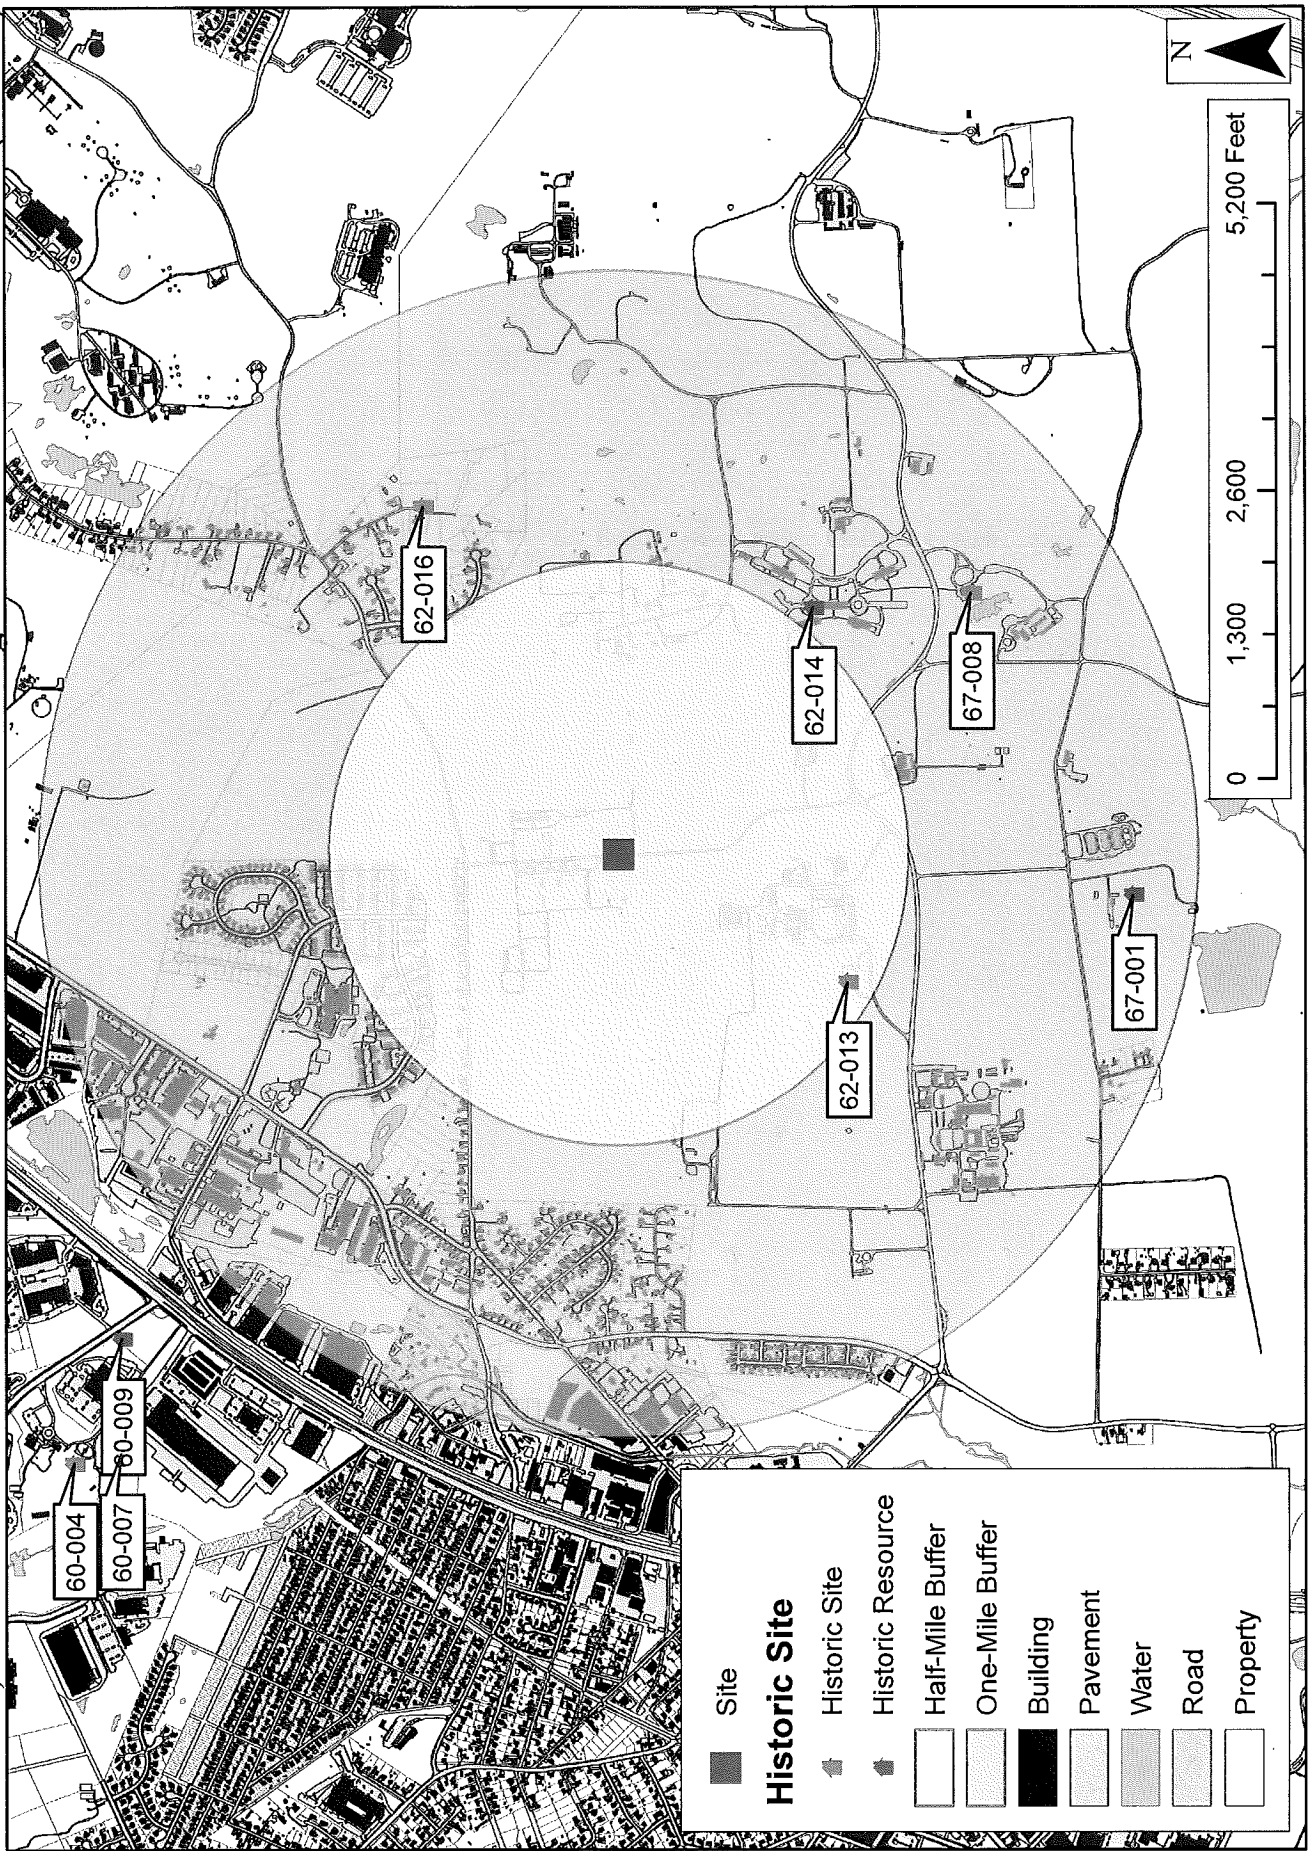 60-004
60-007
60-009
62-016
62-014
67-008
62-013
67-001
N
0 1,300 2,600 5,200 Feet
Site
Historic Site
Historic Site
Historic Resource
Half-Mile Buffer
One-Mile Buffer
Building
Pavement
Water
Road
Property